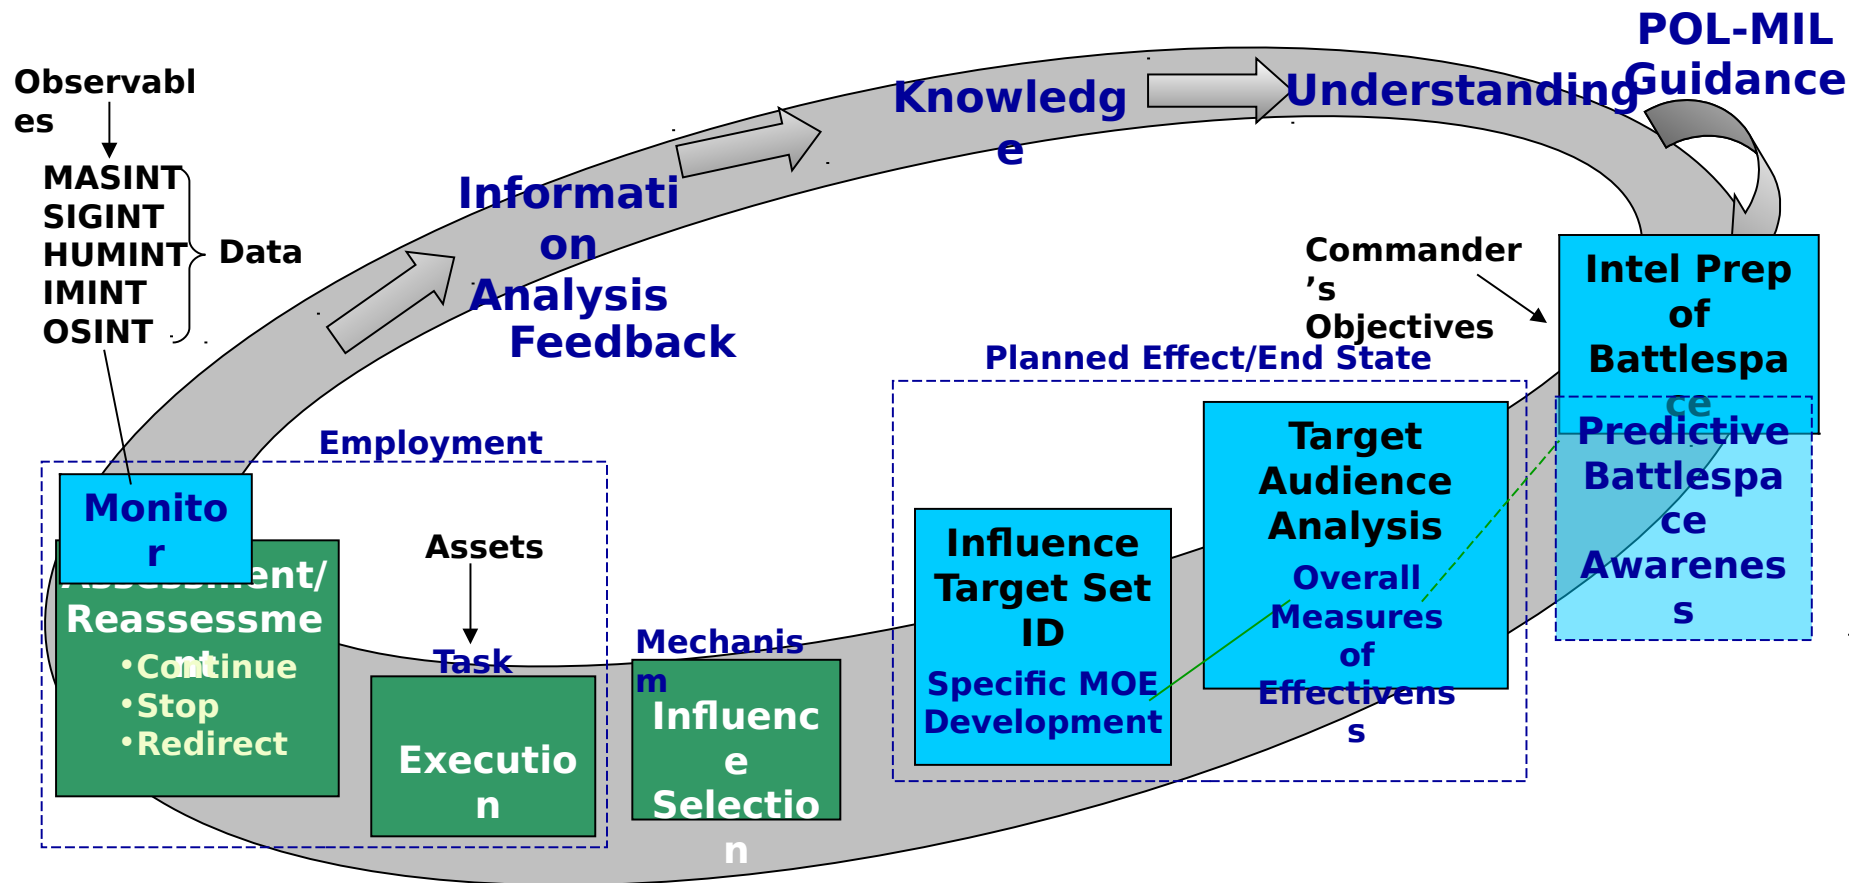 POL-MIL
Guidance
Observabl
es
MASINT
SIGINT
HUMINT
IMINT
OSINT
Data
Informati
on
Analysis
Feedback
Knowledg
e
Understanding
Commander
’s
Objectives
Intel Prep
of
Battlespa
ce
Predictive
Battlespa
ce
Awarenes
s
Planned Effect/End State
Target
Audience
Analysis
Overall
Measures
of
Effectivens
s
Influence
Target Set
ID
Specific MOE
Development
Mechanis
m
Influenc
e
Selectio
n
Employment
Assets
Task
Executio
n
Monito
r
Assessment/
Reassessme
nt
•Continue
•Stop
•Redirect